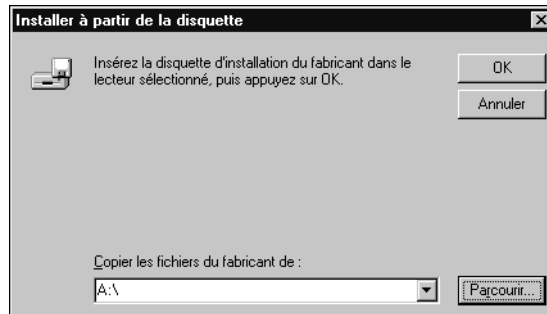 Installer à partir de la disquette
Insérez la disquette d'installation du fabricant dans le
lecteur sélectionné, puis appuyez sur OK.
OK
Annuler
Copier les fichiers du fabricant de :
A:\
Parcourir...